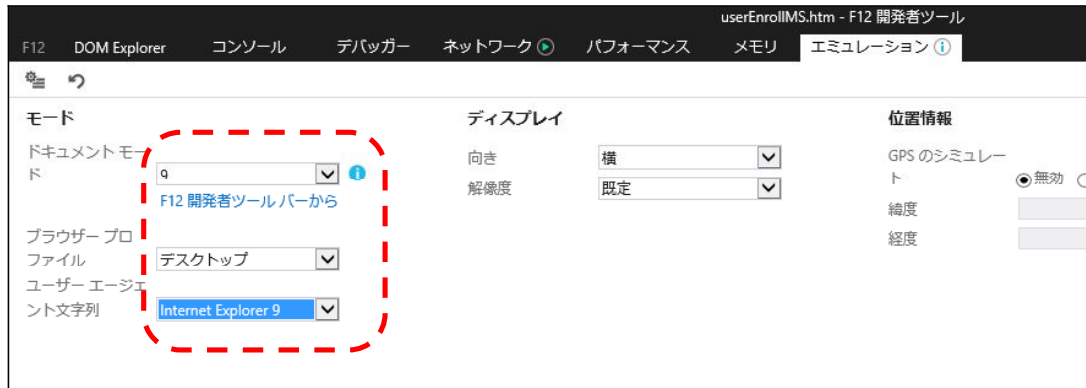 userEnrollMS.htm - F12 開発者ツール
F12 DOM Explorer コンソール デバッガー ネットワーク パフォーマンス メモリ エミュレーション
モード
ドキュメント モー
ド
9
F12 開発者ツール バーから
ブラウザー プロ
ファイル デスクトップ
ユーザー エージェ
ント文字列 Internet Explorer 9
ディスプレイ
向き 横
解像度 既定
位置情報
GPS のシミュレー
ト 無効
緯度
経度